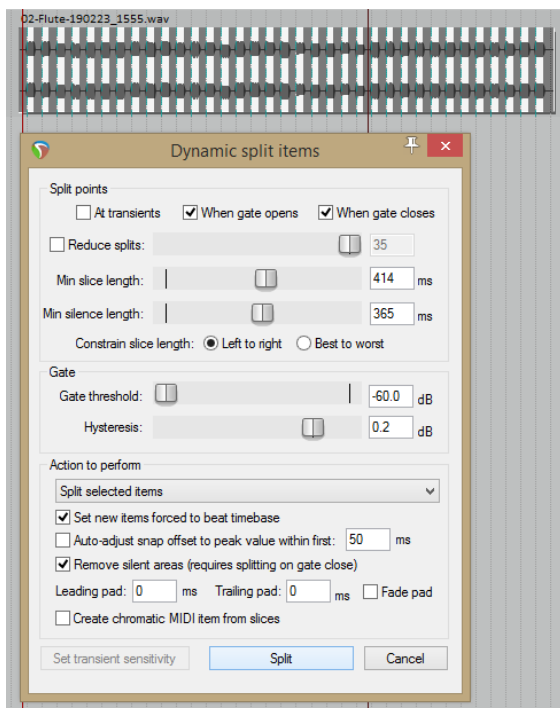 02-Flute-190223_1555.wav
Dynamic split items
Split points
At transients When gate opens When gate closes
Reduce splits: 35
Min slice length: 414 ms
Min silence length: 365 ms
Constrain slice length: Left to right Best to worst
Gate
Gate threshold: -60.0 dB
Hysteresis: 0.2 dB
Action to perform
Split selected items
Set new items forced to beat timebase
Auto-adjust snap offset to peak value within first: 50 ms
Remove silent areas (requires splitting on gate close)
Leading pad: 0 ms Trailing pad: 0 ms Fade pad
Create chromatic MIDI item from slices
Set transient sensitivity Split Cancel